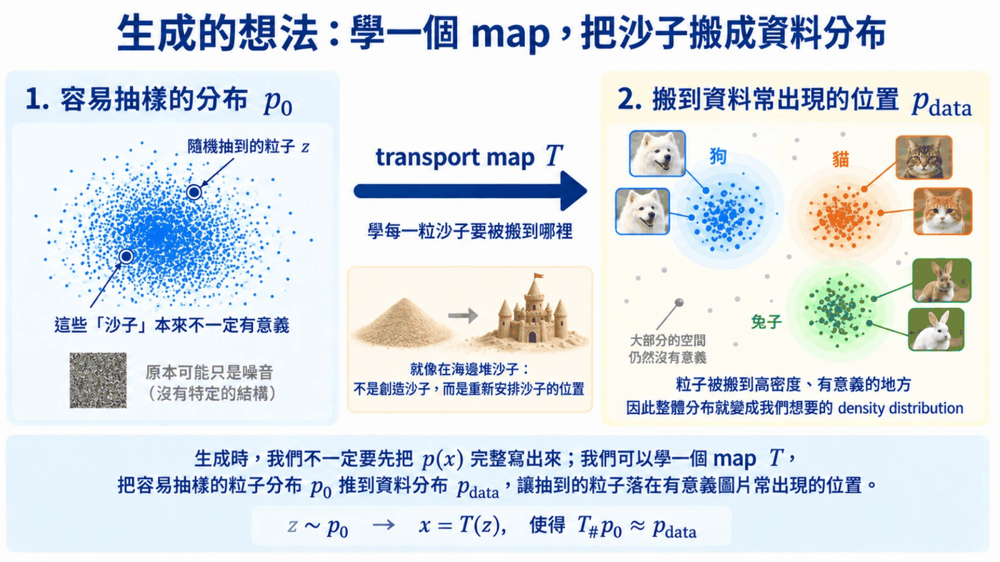 生成的想法：學一個 map，把沙子搬成資料分布
1. 容易抽樣的分布 p₀
隨機抽到的粒子 z
這些「沙子」本來不一定有意義
原本可能只是噪音
（沒有特定的結構）
transport map T
學每一粒沙子要被搬到哪裡
就像在海邊堆沙子：
不是創造沙子，而是重新安排沙子的位置
2. 搬到資料常出現的位置 p_data
狗
貓
兔子
大部分的空間
仍然沒有意義
粒子被搬到高密度、有意義的地方
因此整體分布就變成我們想要的 density distribution
生成時，我們不一定要先把 p(x) 完整寫出來；我們可以學一個 map T，
把容易抽樣的粒子分布 p₀ 推到資料分布 p_data，讓抽到的粒子落在有意義圖片常出現的位置。
z ~ p₀ → x = T(z), 使得 T_# p₀ ≈ p_data